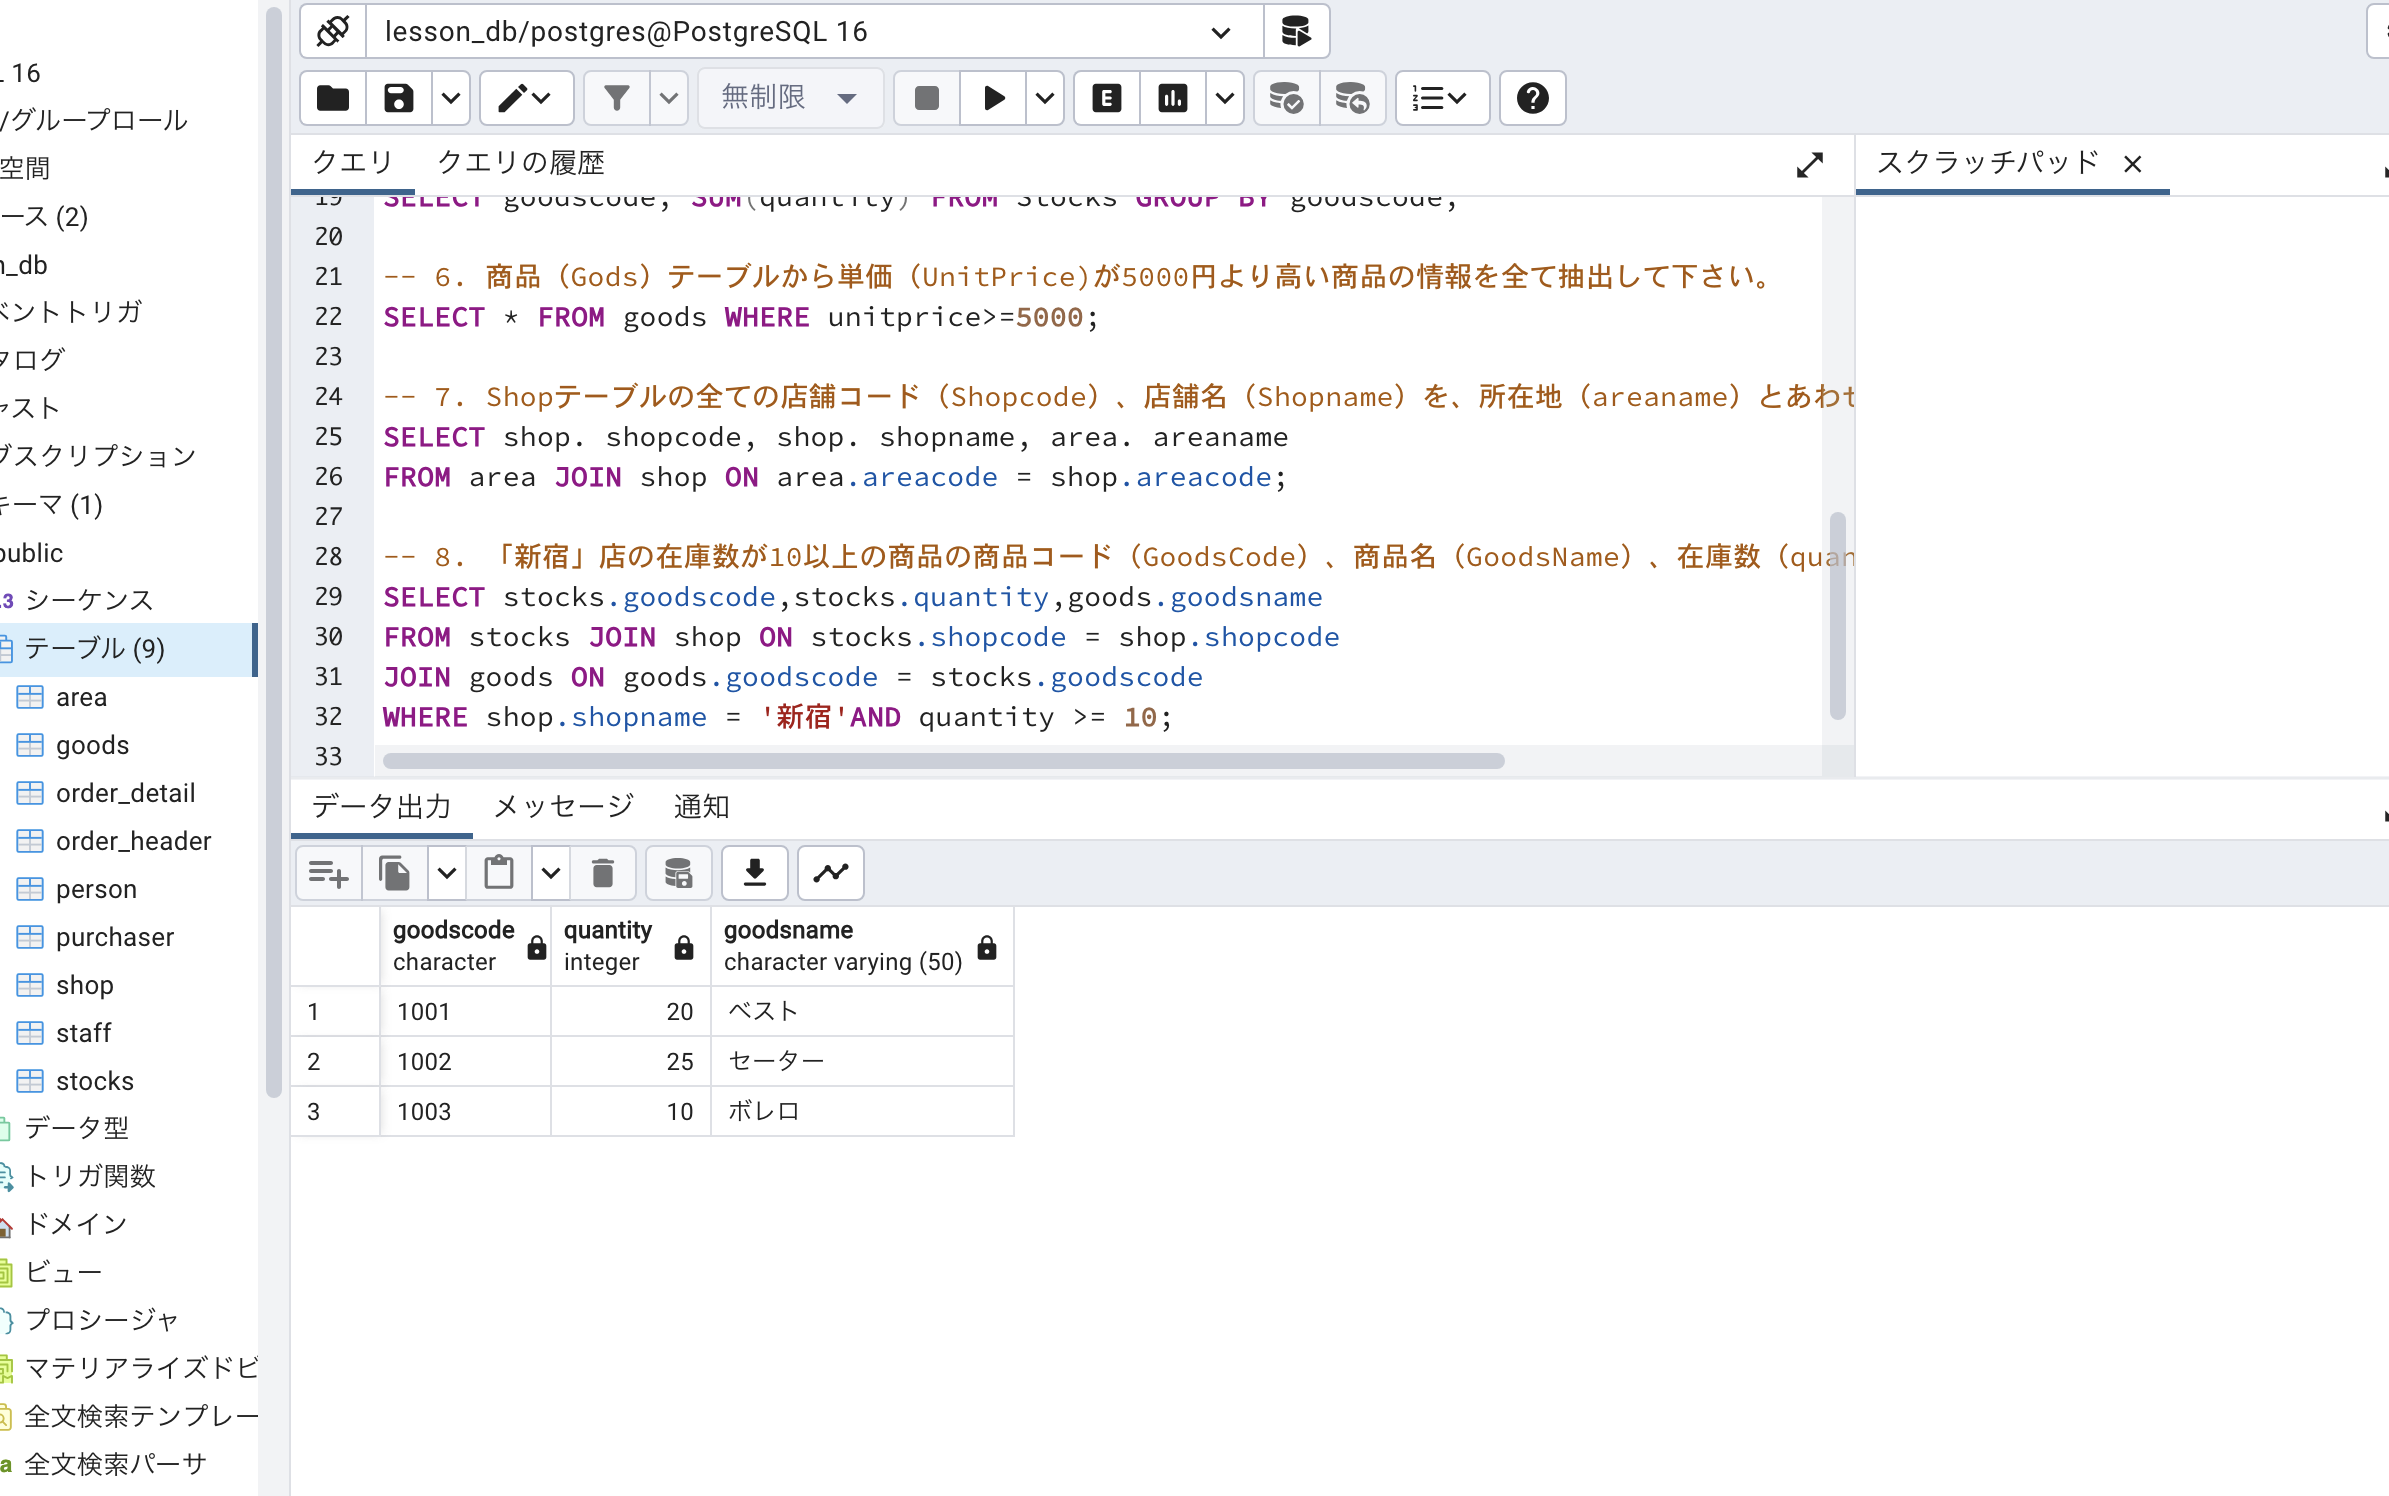 lesson_db/postgres@PostgreSQL 16
16
/グループロール
空間
ース (2)
_db
ベントトリガ
タログ
ャスト
ブスクリプション
キーマ (1)
public
.3 シーケンス
テーブル (9)
area
goods
order_detail
order_header
person
purchaser
shop
staff
stocks
データ型
トリガ関数
ドメイン
ビュー
プロシージャ
マテリアライズドビ
全文検索テンプレー
a 全文検索パーサ
無制限
E
クエリ クエリの履歴
スクラッチパッド
19 SELECT goodscode, SUM(quantity) FROM Stocks GROUP BY goodscode;
20
21 -- 6. 商品（Gods）テーブルから単価（UnitPrice)が5000円より高い商品の情報を全て抽出して下さい。
22 SELECT * FROM goods WHERE unitprice>=5000;
23
24 -- 7. Shopテーブルの全ての店舗コード（Shopcode）、店舗名（Shopname）を、所在地（areaname）とあわせ
25 SELECT shop. shopcode, shop. shopname, area. areaname
26 FROM area JOIN shop ON area.areacode = shop.areacode;
27
28 -- 8. 「新宿」店の在庫数が10以上の商品の商品コード（GoodsCode）、商品名（GoodsName）、在庫数（quan
29 SELECT stocks.goodscode,stocks.quantity,goods.goodsname
30 FROM stocks JOIN shop ON stocks.shopcode = shop.shopcode
31 JOIN goods ON goods.goodscode = stocks.goodscode
32 WHERE shop.shopname = '新宿'AND quantity >= 10;
33
データ出力 メッセージ 通知
goodscode quantity goodsname
character integer character varying (50)
1 1001 20 ベスト
2 1002 25 セーター
3 1003 10 ボレロ